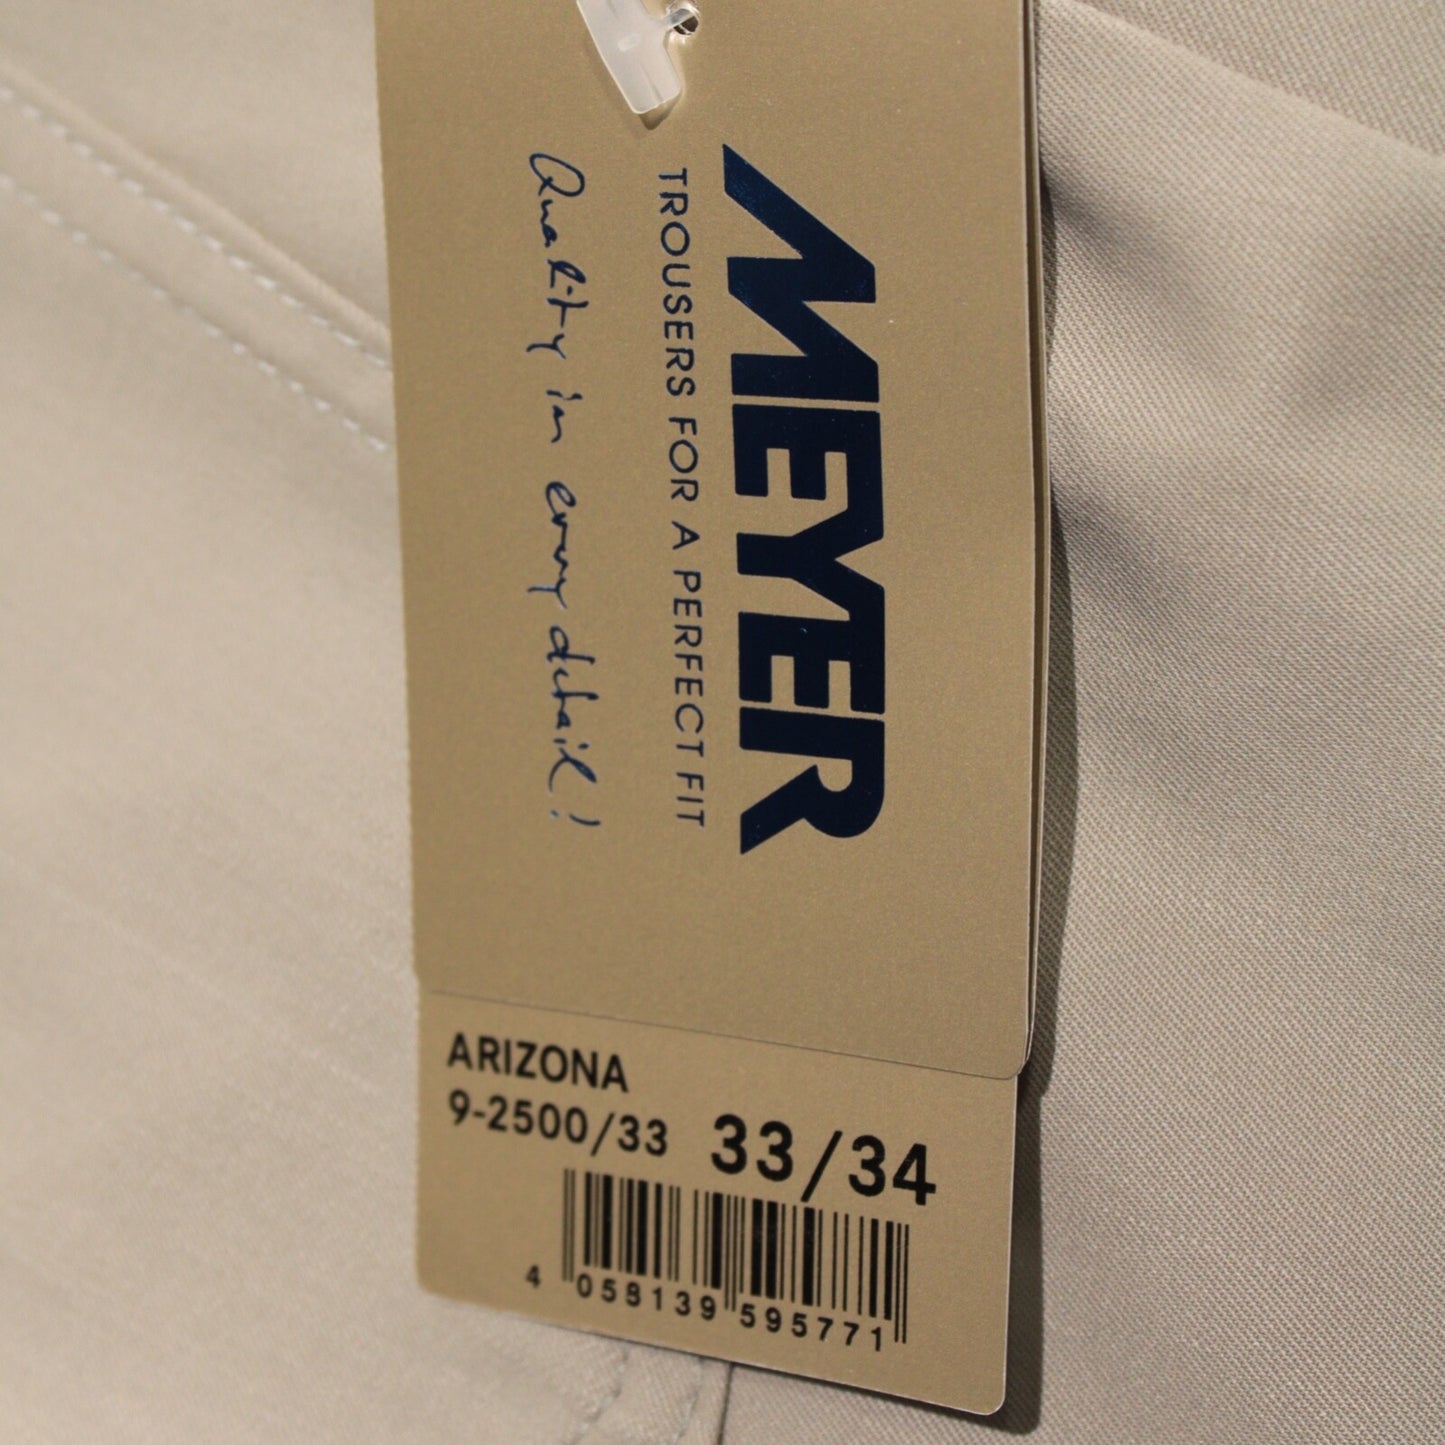 MEYER
TROUSERS FOR A PERFECT FIT
Quality in every detail!
ARIZONA
9-2500/33 33/34
4 058139 595771